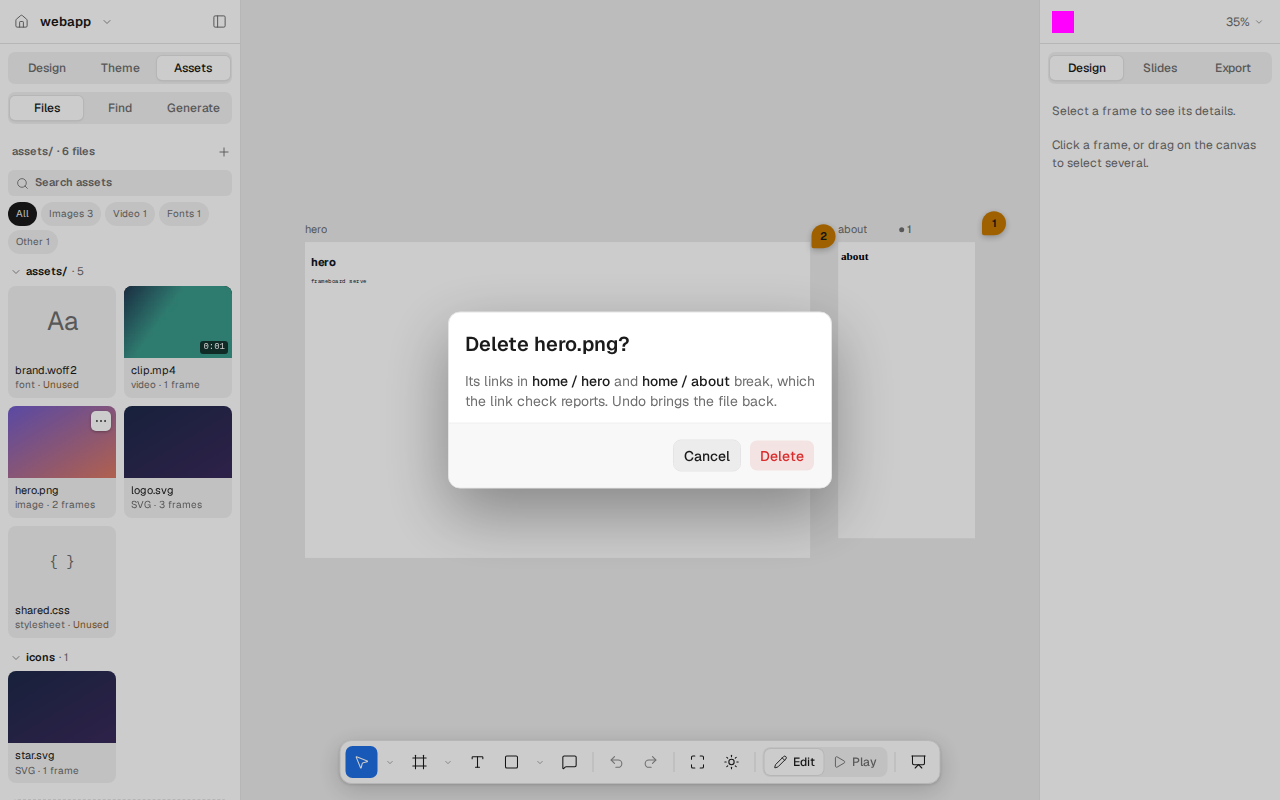 webapp
35%
Design Theme Assets
Files Find Generate
assets/ · 6 files
Search assets
All Images 3 Video 1 Fonts 1
Other 1
assets/ · 5
Aa
brand.woff2
font · Unused
0:01
clip.mp4
video · 1 frame
hero.png
image · 2 frames
logo.svg
SVG · 3 frames
{ }
shared.css
stylesheet · Unused
icons · 1
star.svg
SVG · 1 frame
hero
2
about
1
1
hero
frameboard serve
about
Delete hero.png?
Its links in home / hero and home / about break, which
the link check reports. Undo brings the file back.
Cancel Delete
Edit Play
Design Slides Export
Select a frame to see its details.
Click a frame, or drag on the canvas
to select several.